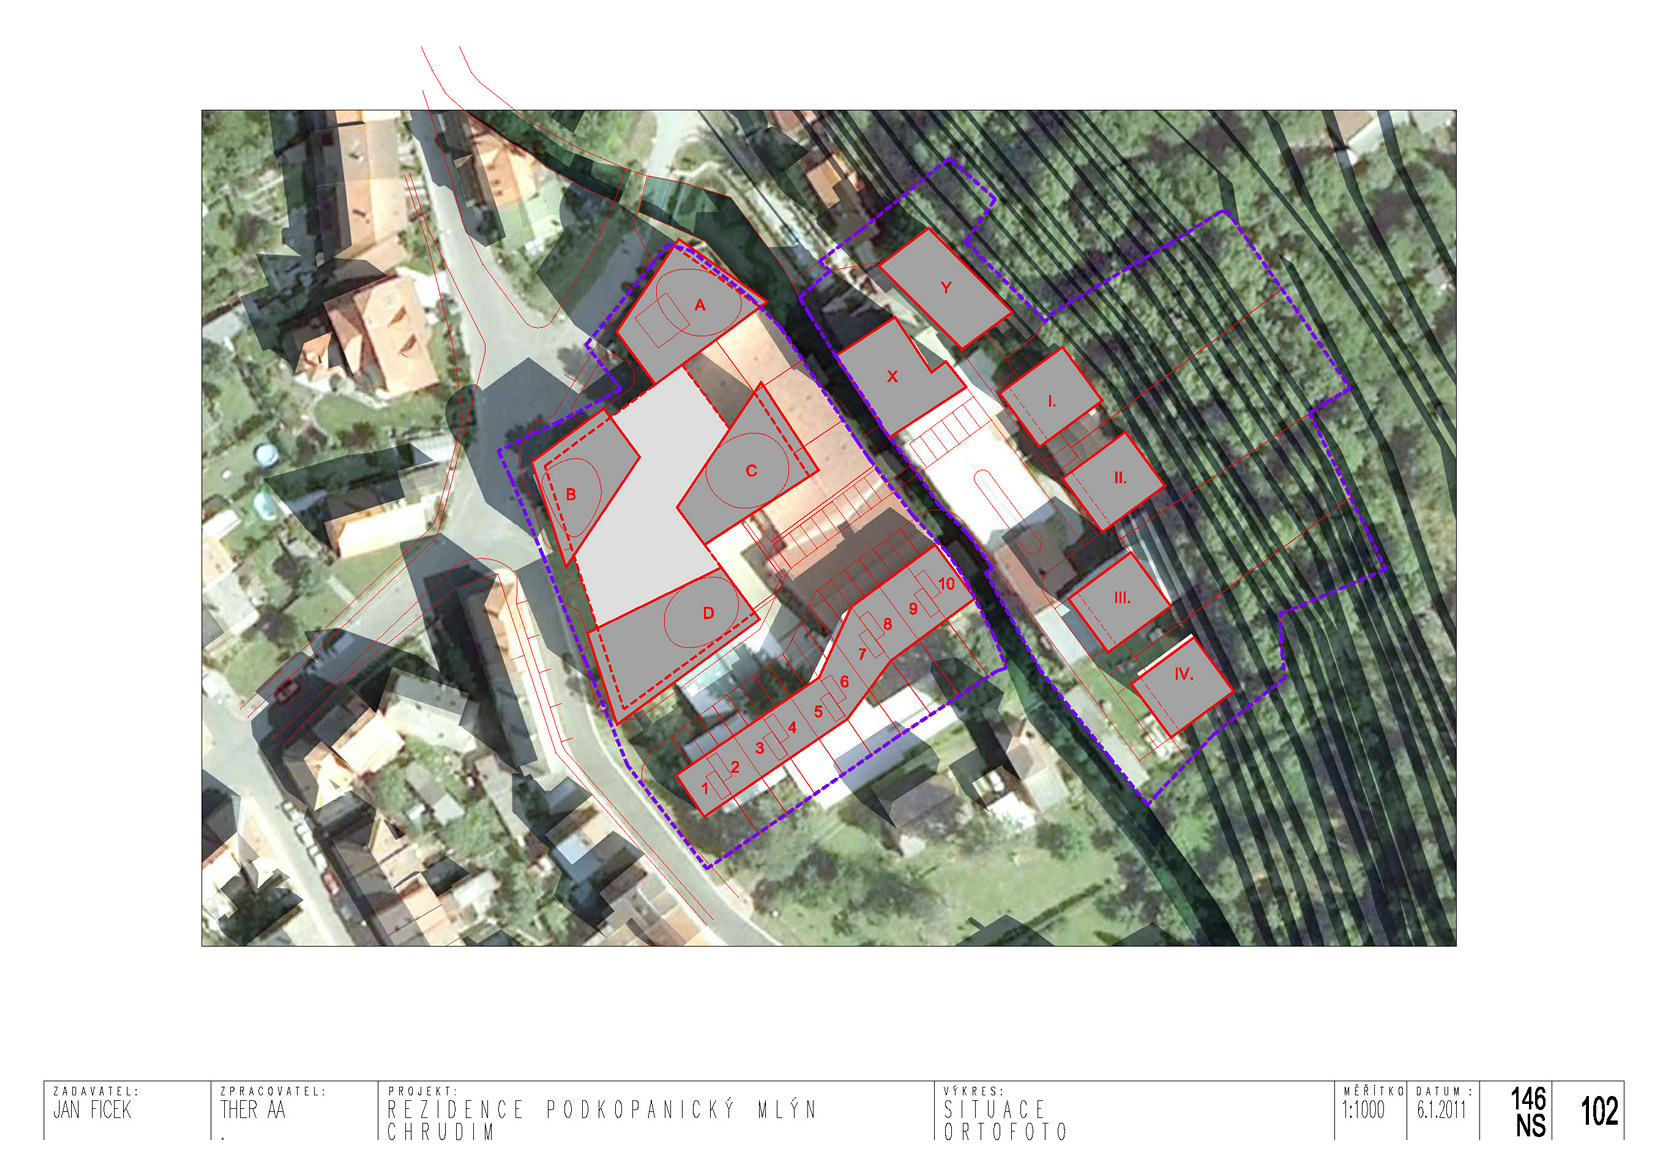 A
Y
X
I.
B
C
II.
D
III.
10
9
8
7
6
IV.
5
4
3
2
1
ZADAVATEL:
JAN FICEK
ZPRACOVATEL:
THER AA
.
PROJEKT:
REZIDENCE PODKOPANICKÝ MLÝN
CHRUDIM
VÝKRES:
SITUACE
ORTOFOTO
MĚŘÍTKO
1:1000
DATUM :
6.1.2011
146
NS
102